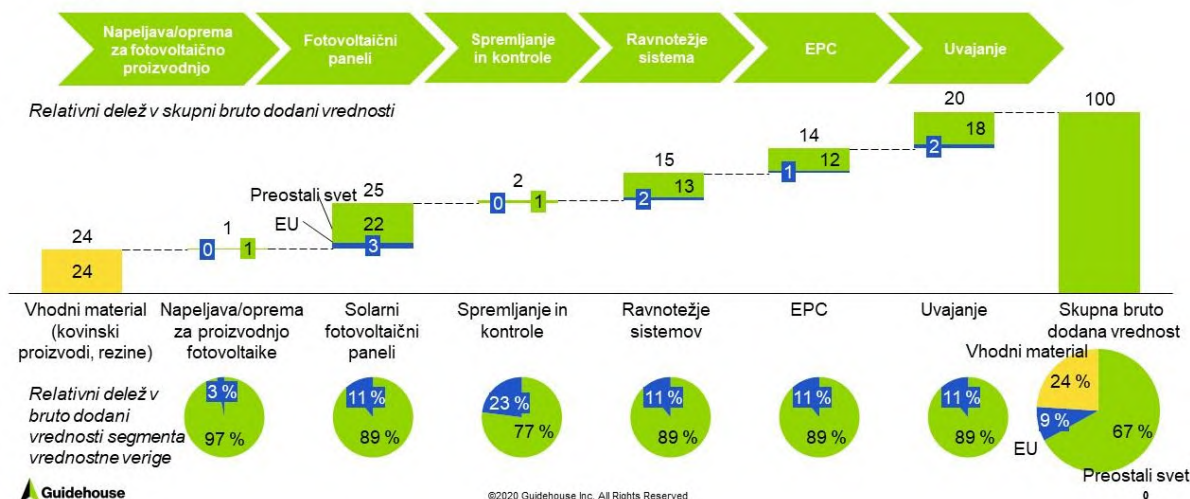 Napeljava/oprema
za fotovoltaično
proizvodnjo
Fotovoltaični
paneli
Spremljanje
in kontrole
Ravnotežje
sistema
EPC
Uvajanje
Relativni delež v skupni bruto dodani vrednosti
24
24
1
0
1
Preostali svet
EU
25
22
3
2
0
1
15
13
2
14
12
1
20
18
2
100
Vhodni material
(kovinski
proizvodi, rezine)
Napeljava/oprema
za proizvodnjo
fotovoltaike
Solarni
fotovoltaični
paneli
Spremljanje in
kontrole
Ravnotežje
sistemov
EPC
Uvajanje
Skupna bruto
dodana vrednost
Relativni delež v
bruto dodani
vrednosti segmenta
vrednostne verige
3 %
97 %
11 %
89 %
23 %
77 %
11 %
89 %
11 %
89 %
11 %
89 %
Vhodni material
24 %
9 %
EU
67 %
Preostali svet
Guidehouse
©2020 Guidehouse Inc. All Rights Reserved
0